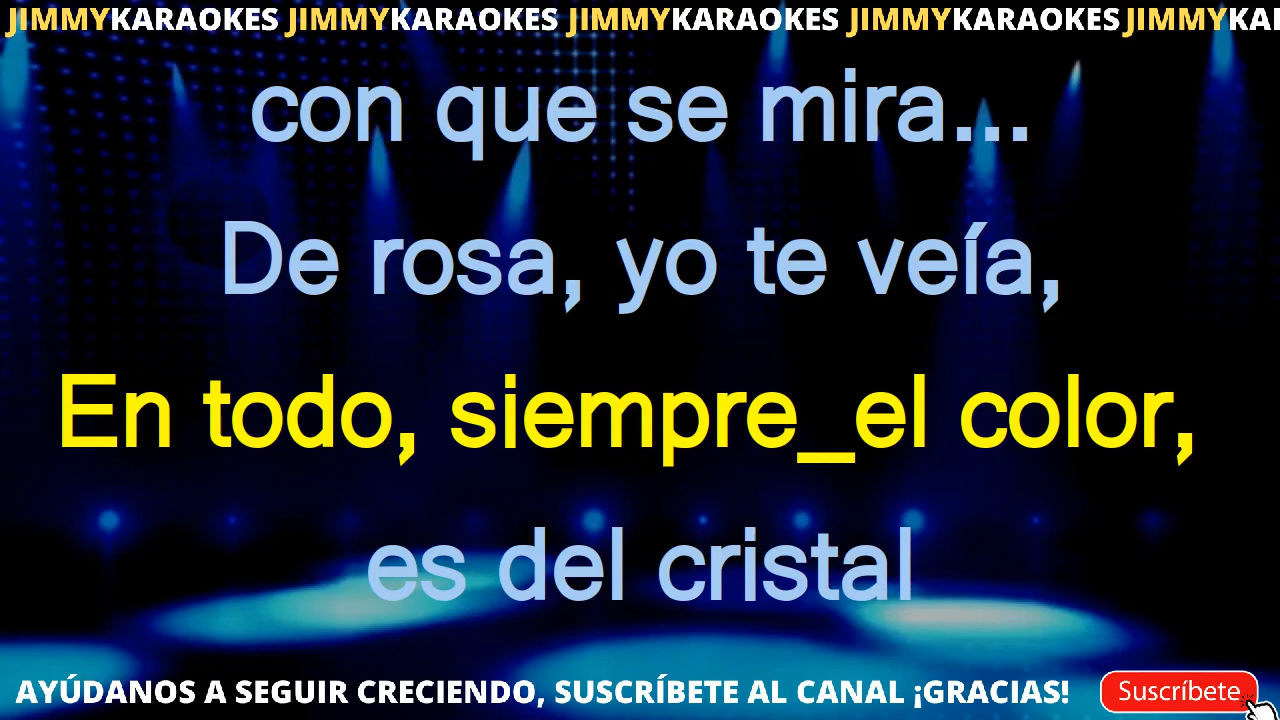 JIMMYKARAOKES JIMMYKARAOKES JIMMYKARAOKES JIMMYKARAOKES JIMMYKA
con que se mira...
De rosa, yo te veía,
En todo, siempre_el color,
es del cristal
AYÚDANOS A SEGUIR CRECIENDO, SUSCRÍBETE AL CANAL ¡GRACIAS!
Suscríbete